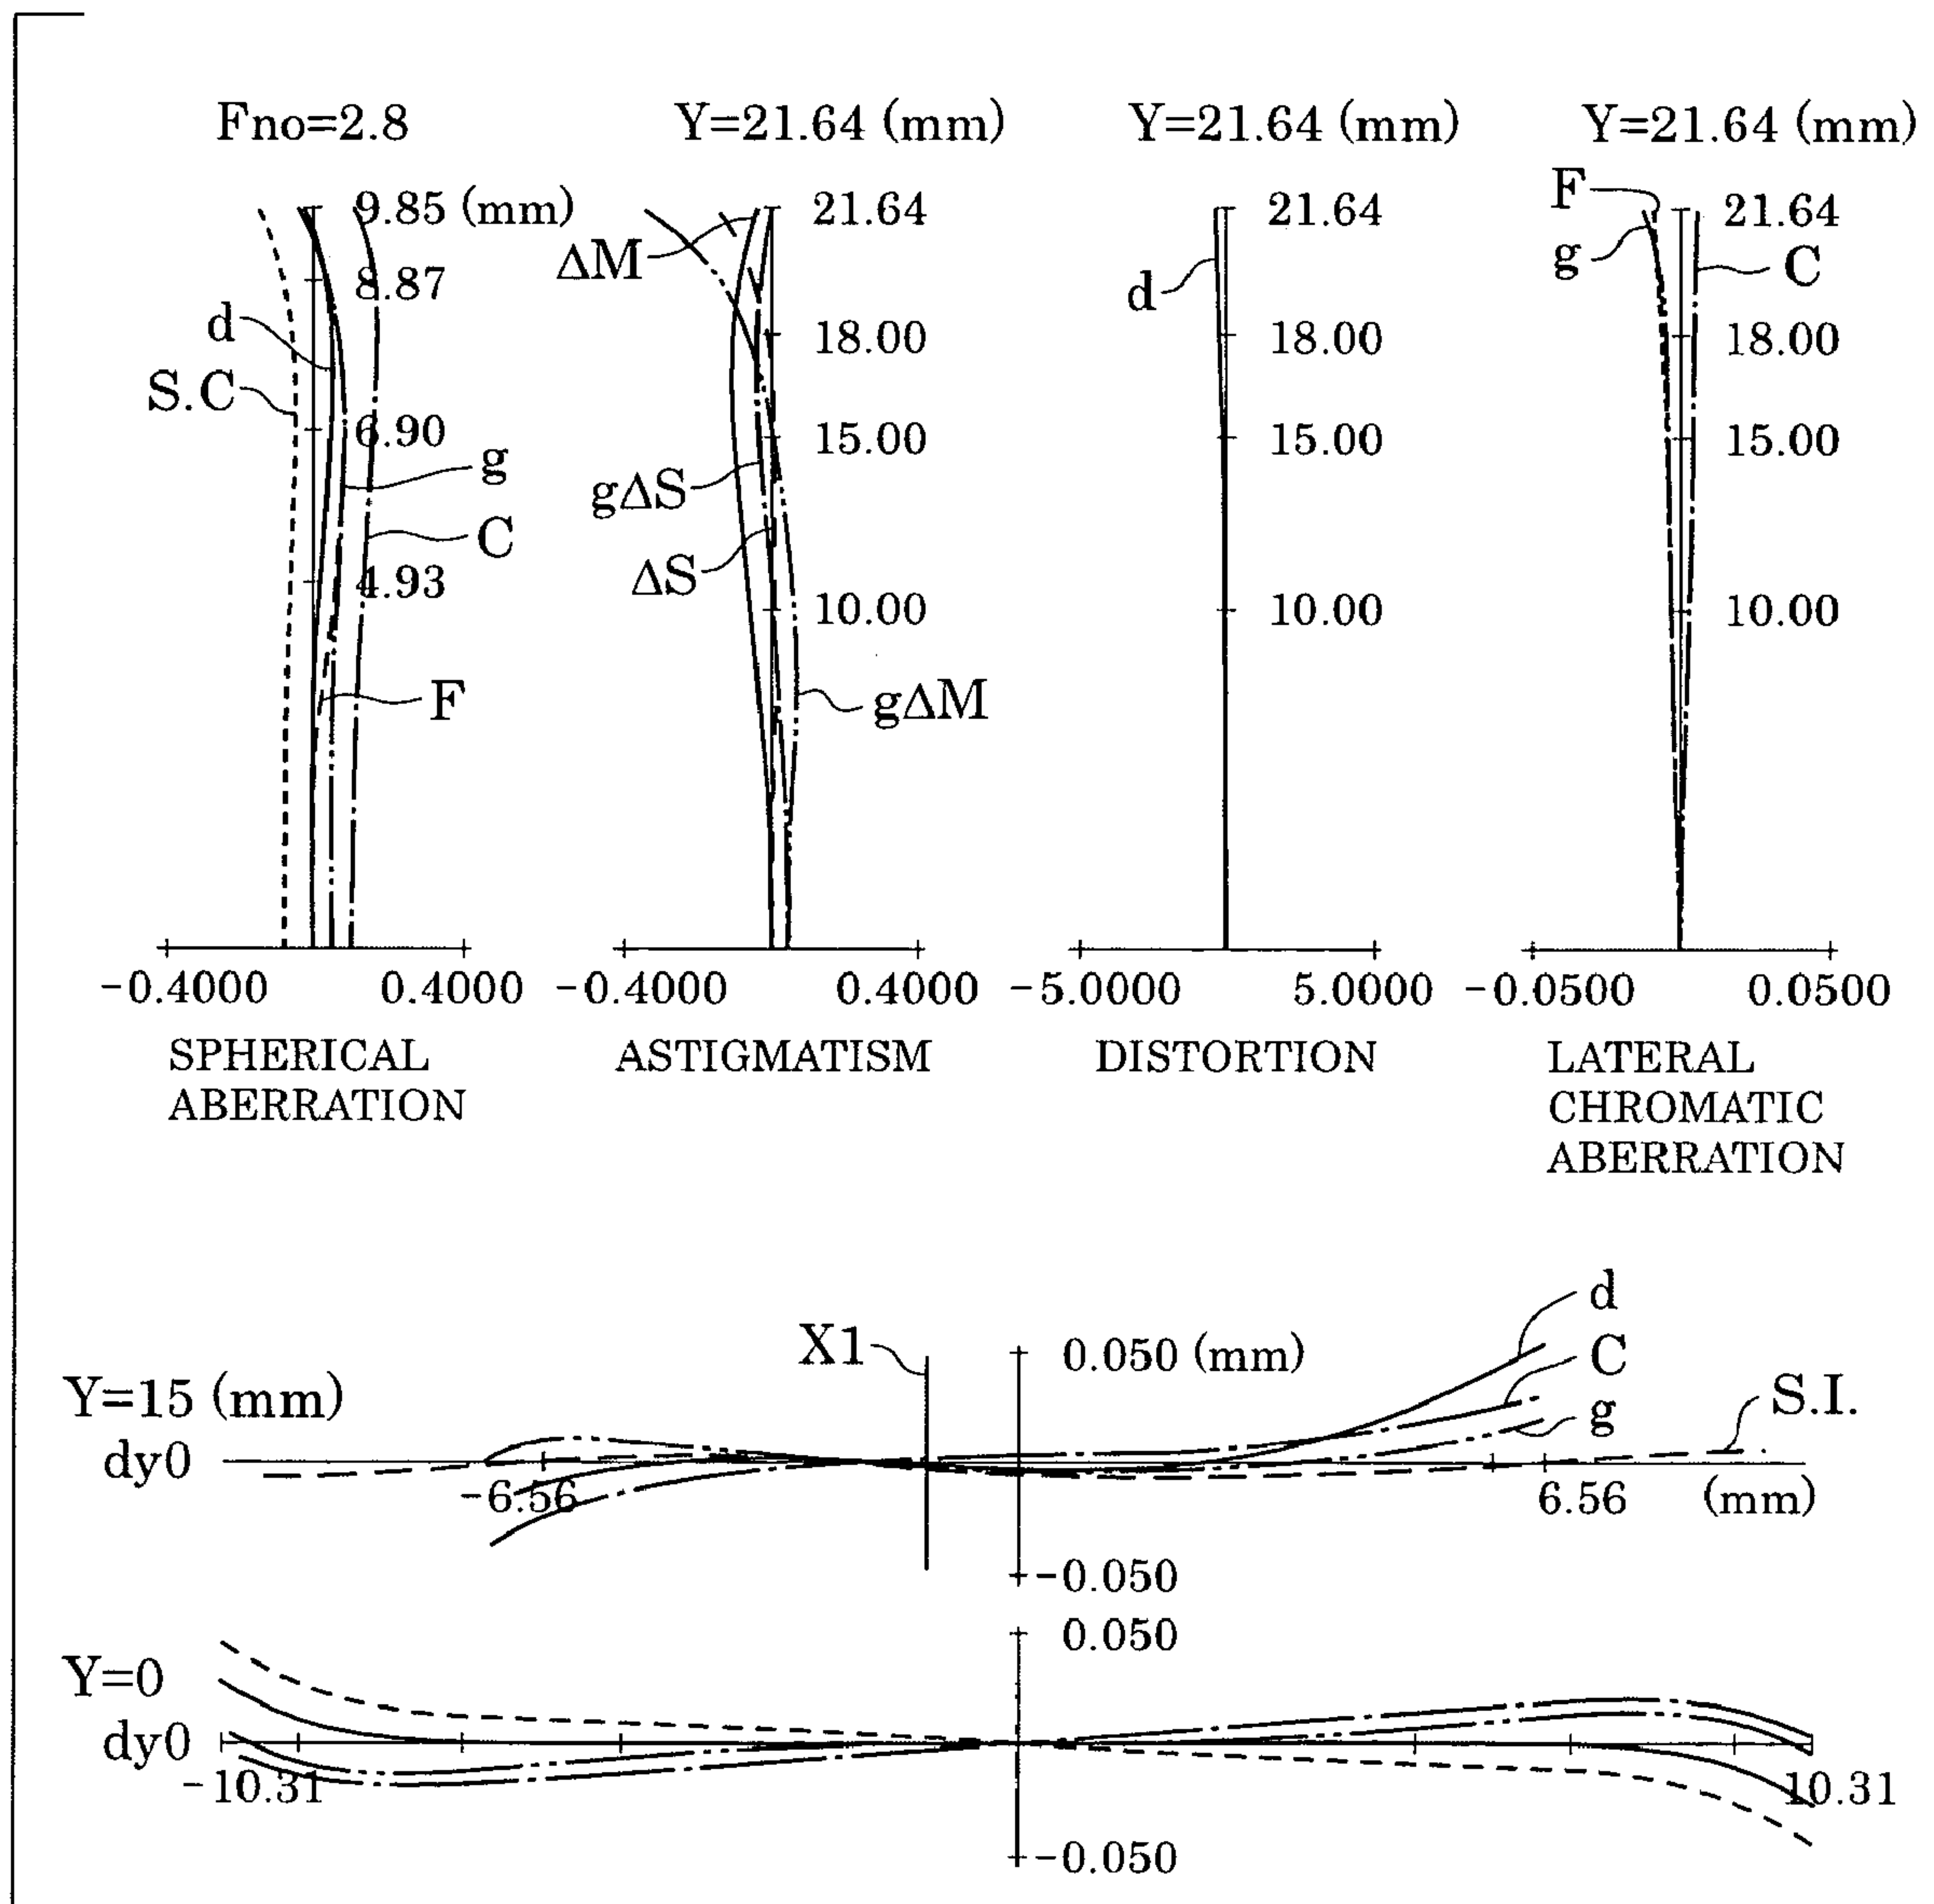 Fno=2.8
9.85 (mm)
8.87
6.90
4.93
d
S.C
g
C
F
-0.4000
0.4000
SPHERICAL
ABERRATION
Y=21.64 (mm)
21.64
18.00
15.00
10.00
ΔM
gΔS
ΔS
gΔM
-0.4000
0.4000
ASTIGMATISM
Y=21.64 (mm)
21.64
18.00
15.00
10.00
d
-5.0000
5.0000
DISTORTION
Y=21.64 (mm)
21.64
18.00
15.00
10.00
F
g
C
-0.0500
0.0500
LATERAL
CHROMATIC
ABERRATION
Y=15 (mm)
dy0
X1
0.050 (mm)
d
C
g
S.I.
-6.56
6.56
(mm)
-0.050
Y=0
dy0
0.050
-10.31
10.31
-0.050